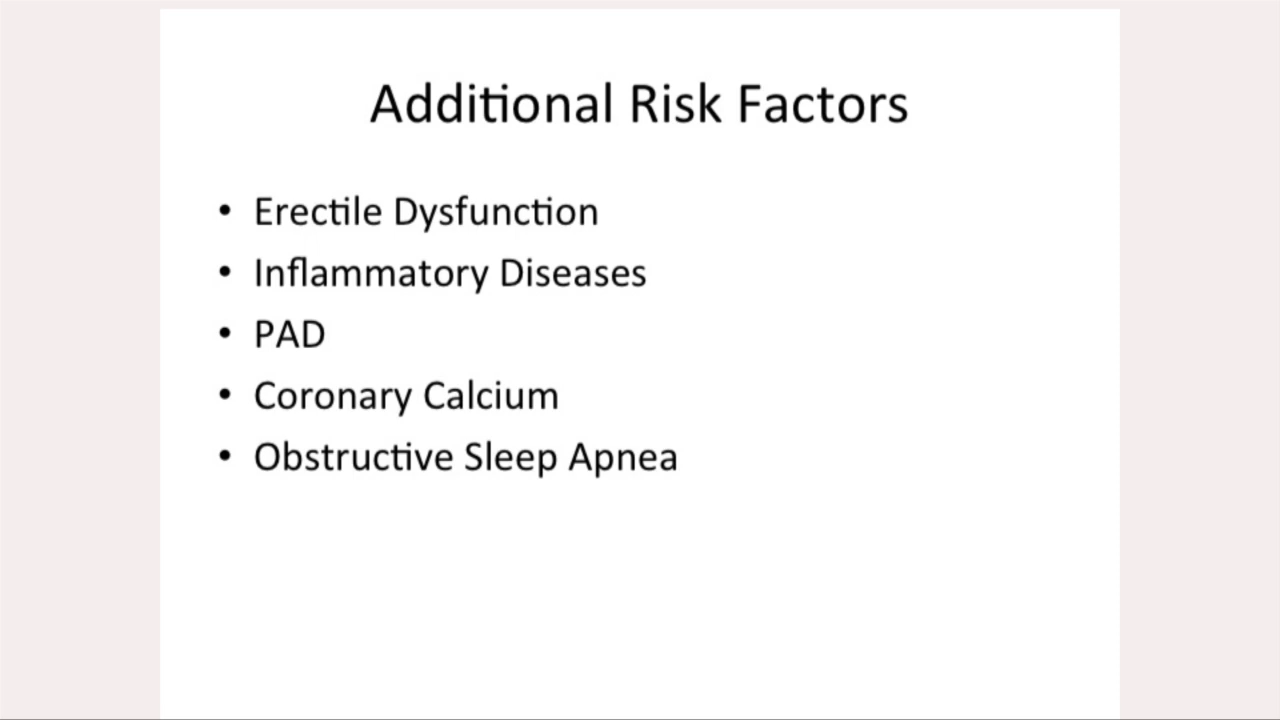 Additional Risk Factors
• Erectile Dysfunction
• Inflammatory Diseases
• PAD
• Coronary Calcium
• Obstructive Sleep Apnea